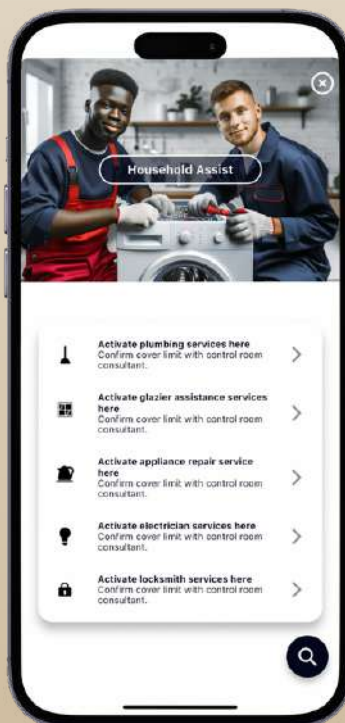 Household Assist
Activate plumbing services here
Confirm cover limit with control room
consultant.
Activate glazier assistance services
here
Confirm cover limit with control room
consultant.
Activate appliance repair service
here
Confirm cover limit with control room
consultant.
Activate electrician services here
Confirm cover limit with control room
consultant.
Activate locksmith services here
Confirm cover limit with control room
consultant.